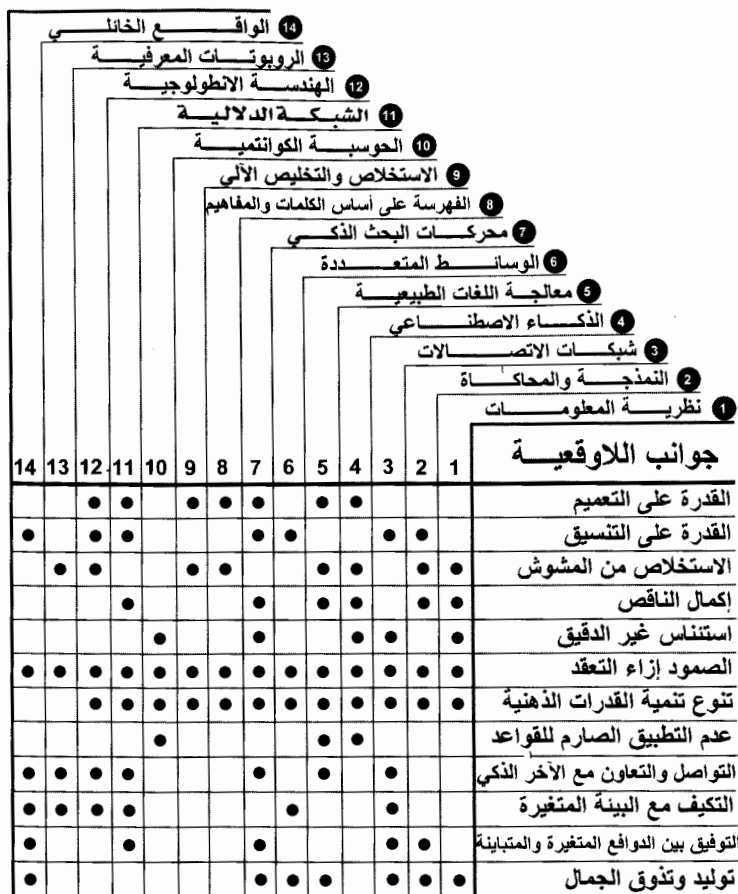 14 الواقع الخائلي
13 الروبوتات المعرفية
12 الهندسة الانطولوجية
11 الشبكة الدلالية
10 الحوسبة الكوانتمية
9 الاستخلاص والتخليص الآلي
8 الفهرسة على أساس الكلمات والمفاهيم
7 محركات البحث الذكي
6 الوسائط المتعددة
5 معالجة اللغات الطبيعية
4 الذكاء الاصطناعي
3 شبكات الاتصالات
2 النمذجة والمحاكاة
1 نظرية المعلومات
جوانب اللاوقعية 1 2 3 4 5 6 7 8 9 10 11 12 13 14
القدرة على التعميم
القدرة على التنسيق
الاستخلاص من المشوش
إكمال الناقص
استئناس غير الدقيق
الصمود إزاء التعقد
تنوع تنمية القدرات الذهنية
عدم التطبيق الصارم للقواعد
التواصل والتعاون مع الآخر الذكي
التكيف مع البيئة المتغيرة
التوفيق بين الدوافع المتغيرة والمتباينة
توليد وتذوق الجمال